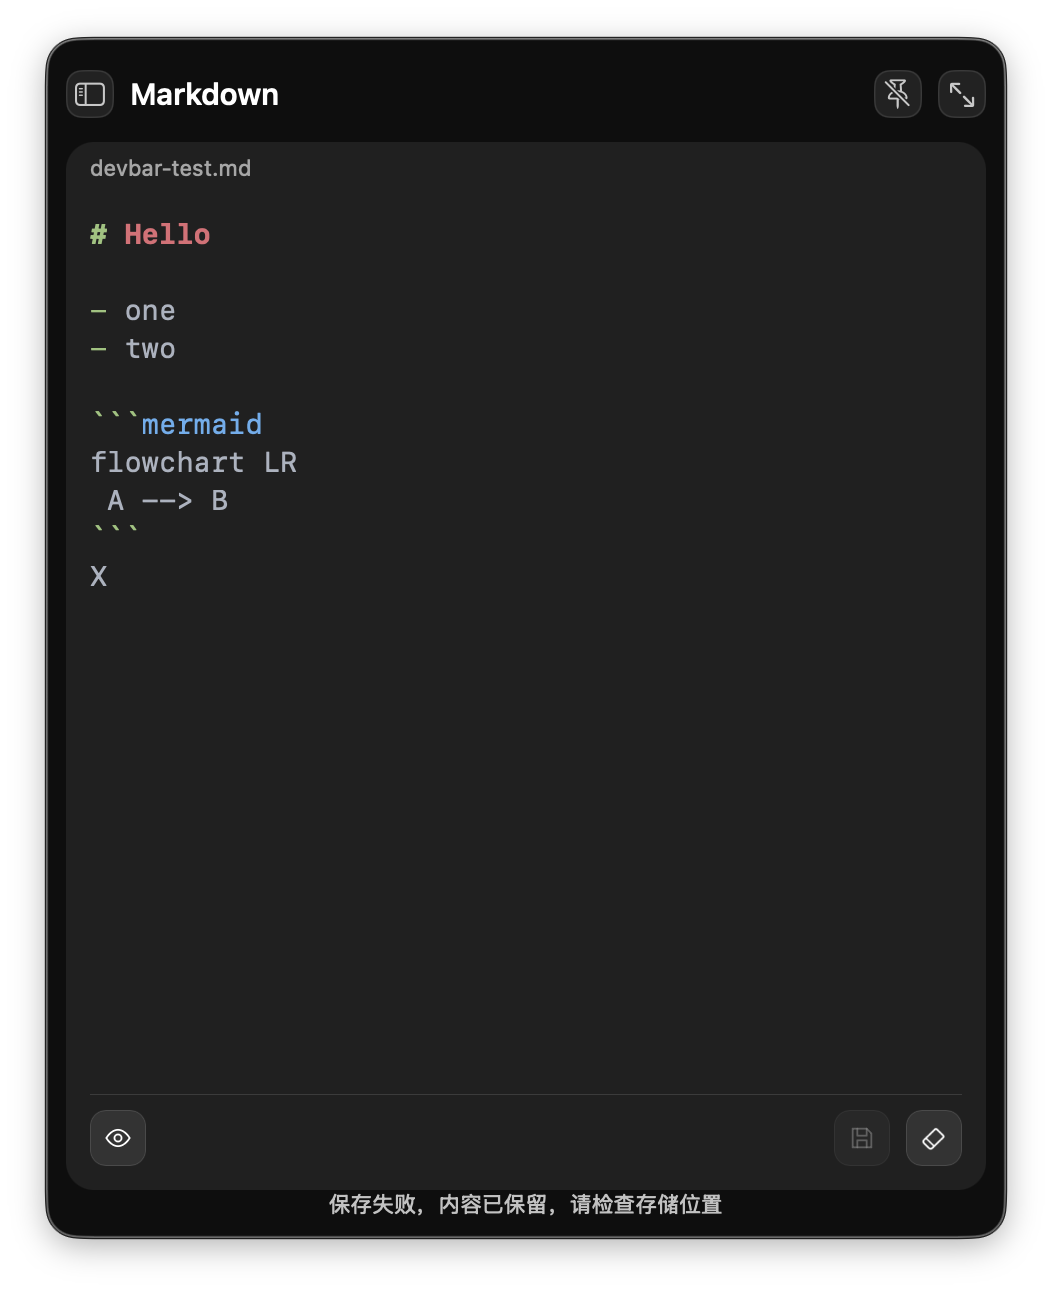 Markdown
devbar-test.md
# Hello
- one
- two
```mermaid
flowchart LR
 A --> B
```
X
保存失败，内容已保留，请检查存储位置